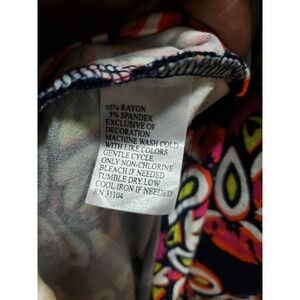 95% RAYON
5% SPANDEX
EXCLUSIVE OF
DECORATION
MACHINE WASH COLD
WITH LIKE COLORS
GENTLE CYCLE
ONLY NON-CHLORINE
BLEACH IF NEEDED
TUMBLE DRY LOW
COOL IRON IF NEEDED
RN 31104